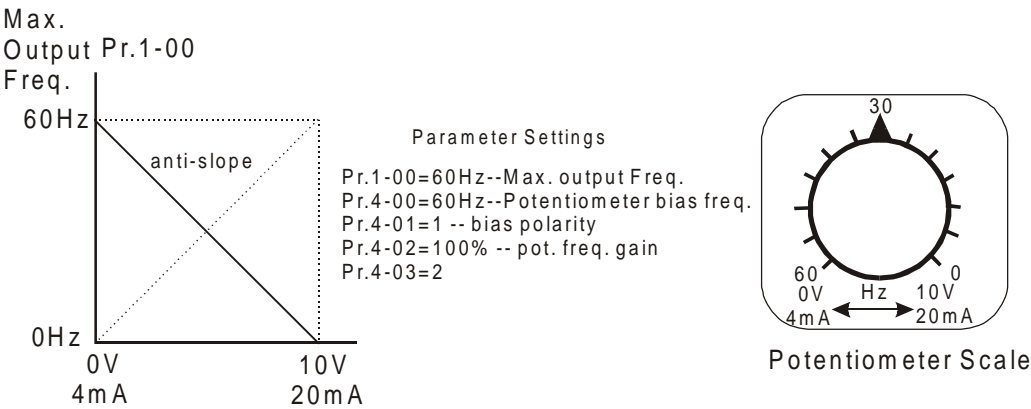 Max.
Output Pr.1-00
Freq.
60Hz
anti-slope
0Hz
0V
10V
4mA
20mA
Parameter Settings
Pr.1-00=60Hz--Max. output Freq.
Pr.4-00=60Hz--Potentiometer bias freq.
Pr.4-01=1 -- bias polarity
Pr.4-02=100% -- pot. freq. gain
Pr.4-03=2
30
60
0
0V
Hz
10V
4mA
20mA
Potentiometer Scale